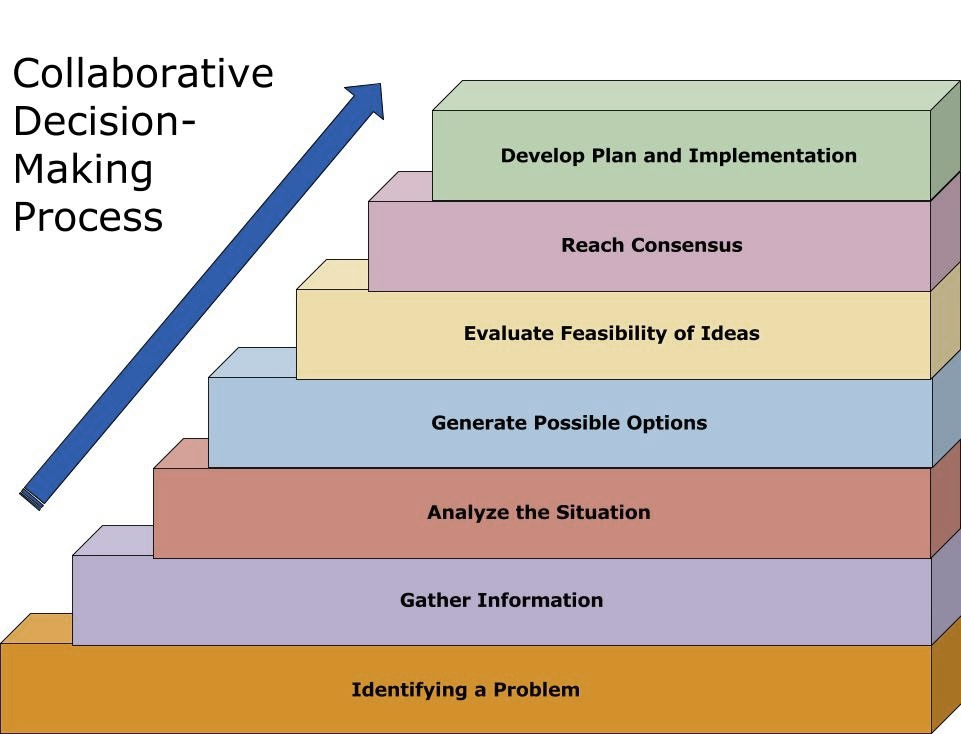 Collaborative
Decision-
Making
Process
Develop Plan and Implementation
Reach Consensus
Evaluate Feasibility of Ideas
Generate Possible Options
Analyze the Situation
Gather Information
Identifying a Problem